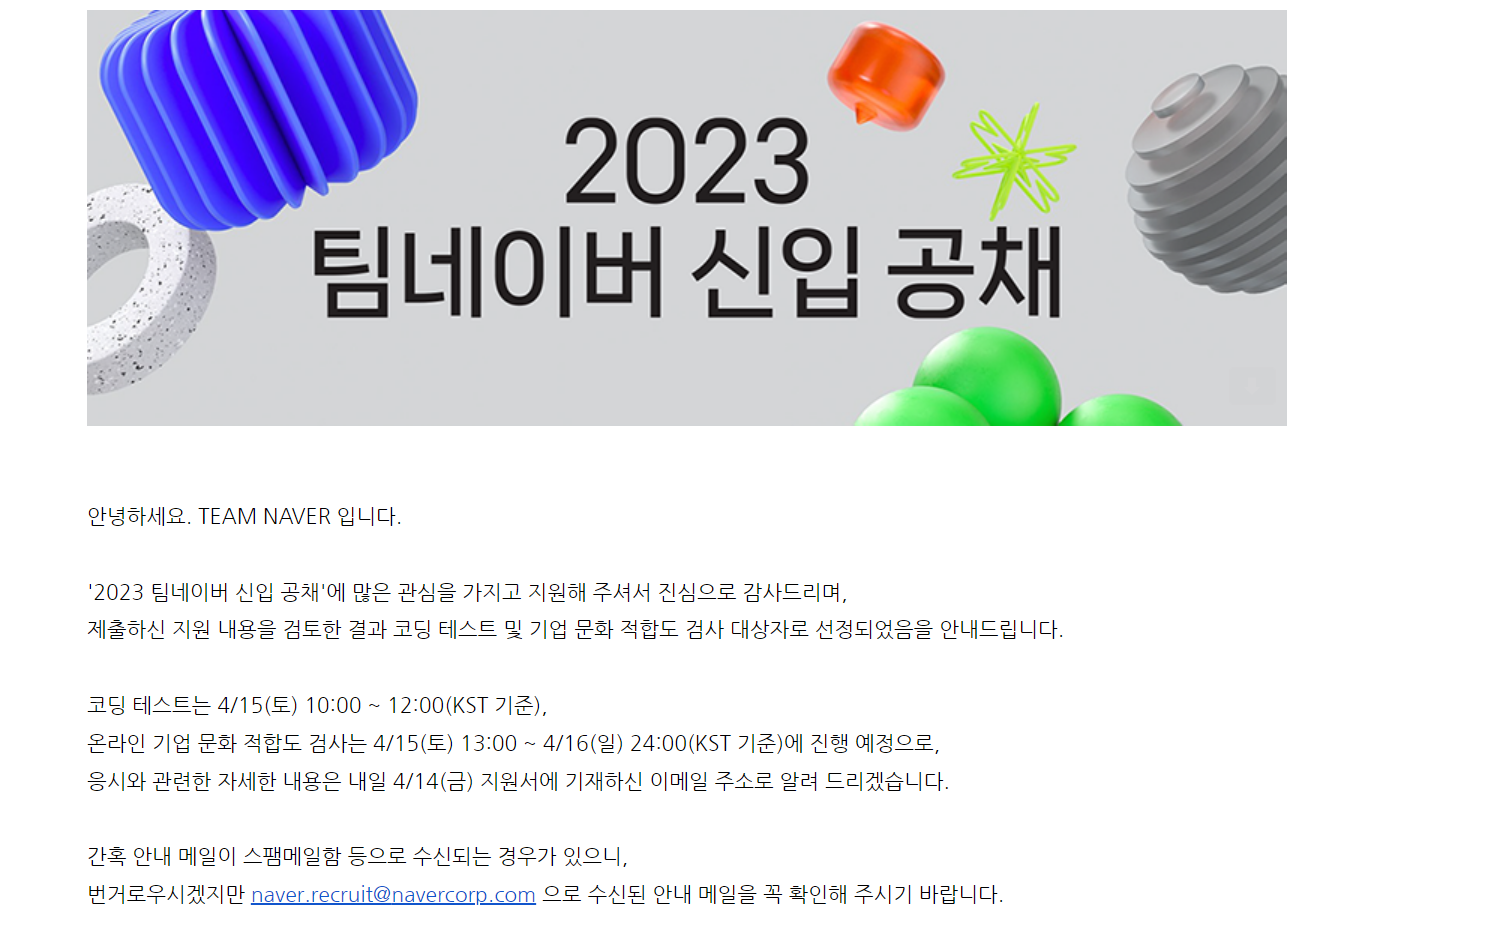 2023
팀네이버 신입 공채
안녕하세요. TEAM NAVER 입니다.
'2023 팀네이버 신입 공채'에 많은 관심을 가지고 지원해 주셔서 진심으로 감사드리며,
제출하신 지원 내용을 검토한 결과 코딩 테스트 및 기업 문화 적합도 검사 대상자로 선정되었음을 안내드립니다.
코딩 테스트는 4/15(토) 10:00 ~ 12:00(KST 기준),
온라인 기업 문화 적합도 검사는 4/15(토) 13:00 ~ 4/16(일) 24:00(KST 기준)에 진행 예정으로,
응시와 관련한 자세한 내용은 내일 4/14(금) 지원서에 기재하신 이메일 주소로 알려 드리겠습니다.
간혹 안내 메일이 스팸메일함 등으로 수신되는 경우가 있으니,
번거로우시겠지만 naver.recruit@navercorp.com 으로 수신된 안내 메일을 꼭 확인해 주시기 바랍니다.